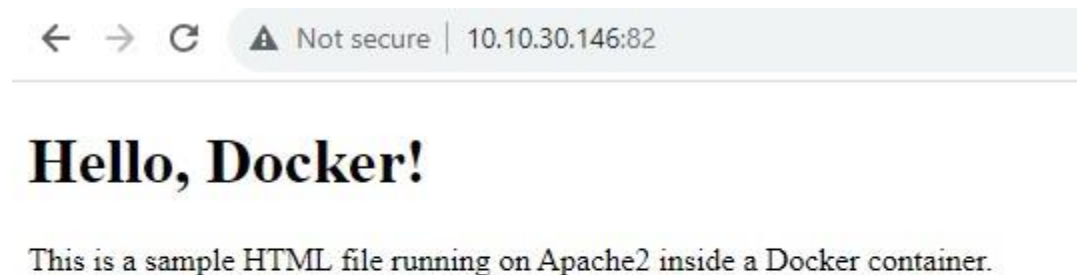 Not secure | 10.10.30.146:82
Hello, Docker!
This is a sample HTML file running on Apache2 inside a Docker container.